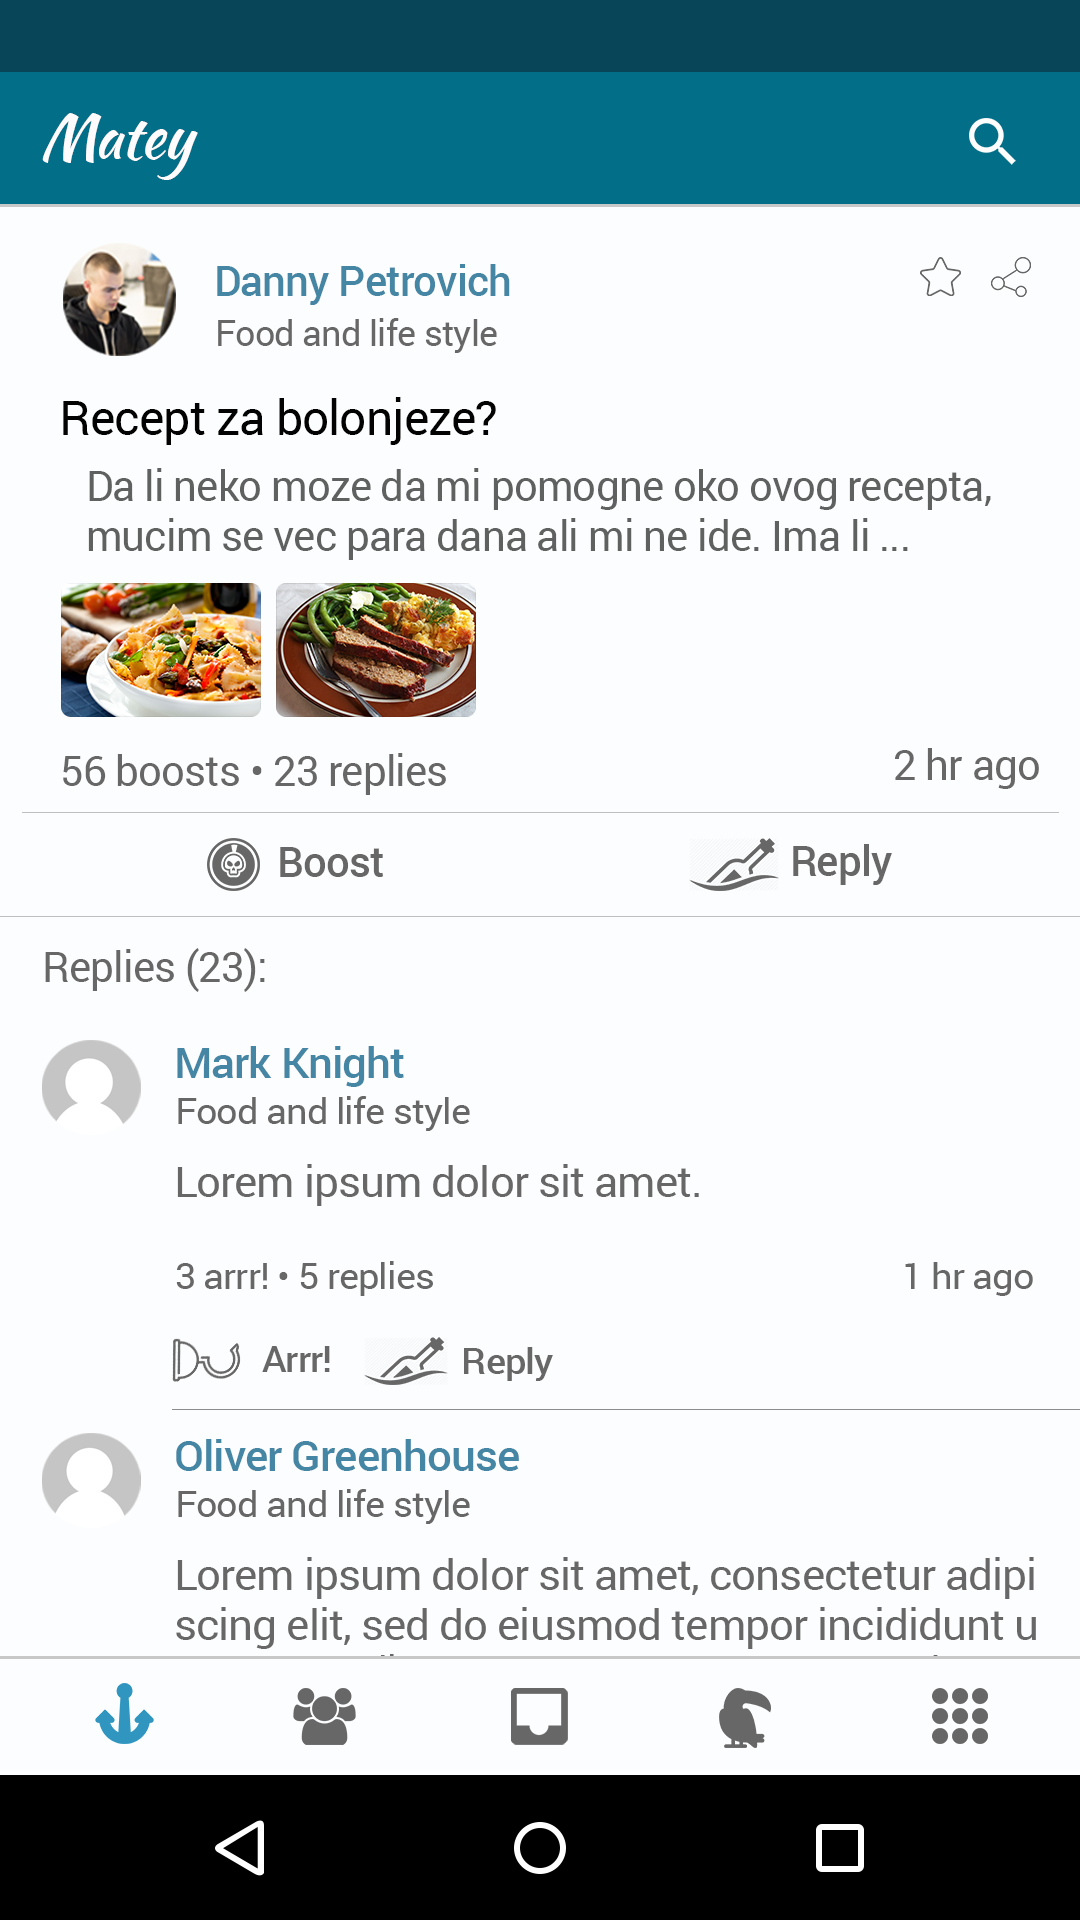 Matey
Danny Petrovich
Food and life style
Recept za bolonjeze?
Da li neko moze da mi pomogne oko ovog recepta,
mucim se vec para dana ali mi ne ide. Ima li ...
56 boosts • 23 replies
2 hr ago
Boost
Reply
Replies (23):
Mark Knight
Food and life style
Lorem ipsum dolor sit amet.
3 arrr! • 5 replies
1 hr ago
Arrr!
Reply
Oliver Greenhouse
Food and life style
Lorem ipsum dolor sit amet, consectetur adipi
scing elit, sed do eiusmod tempor incididunt u